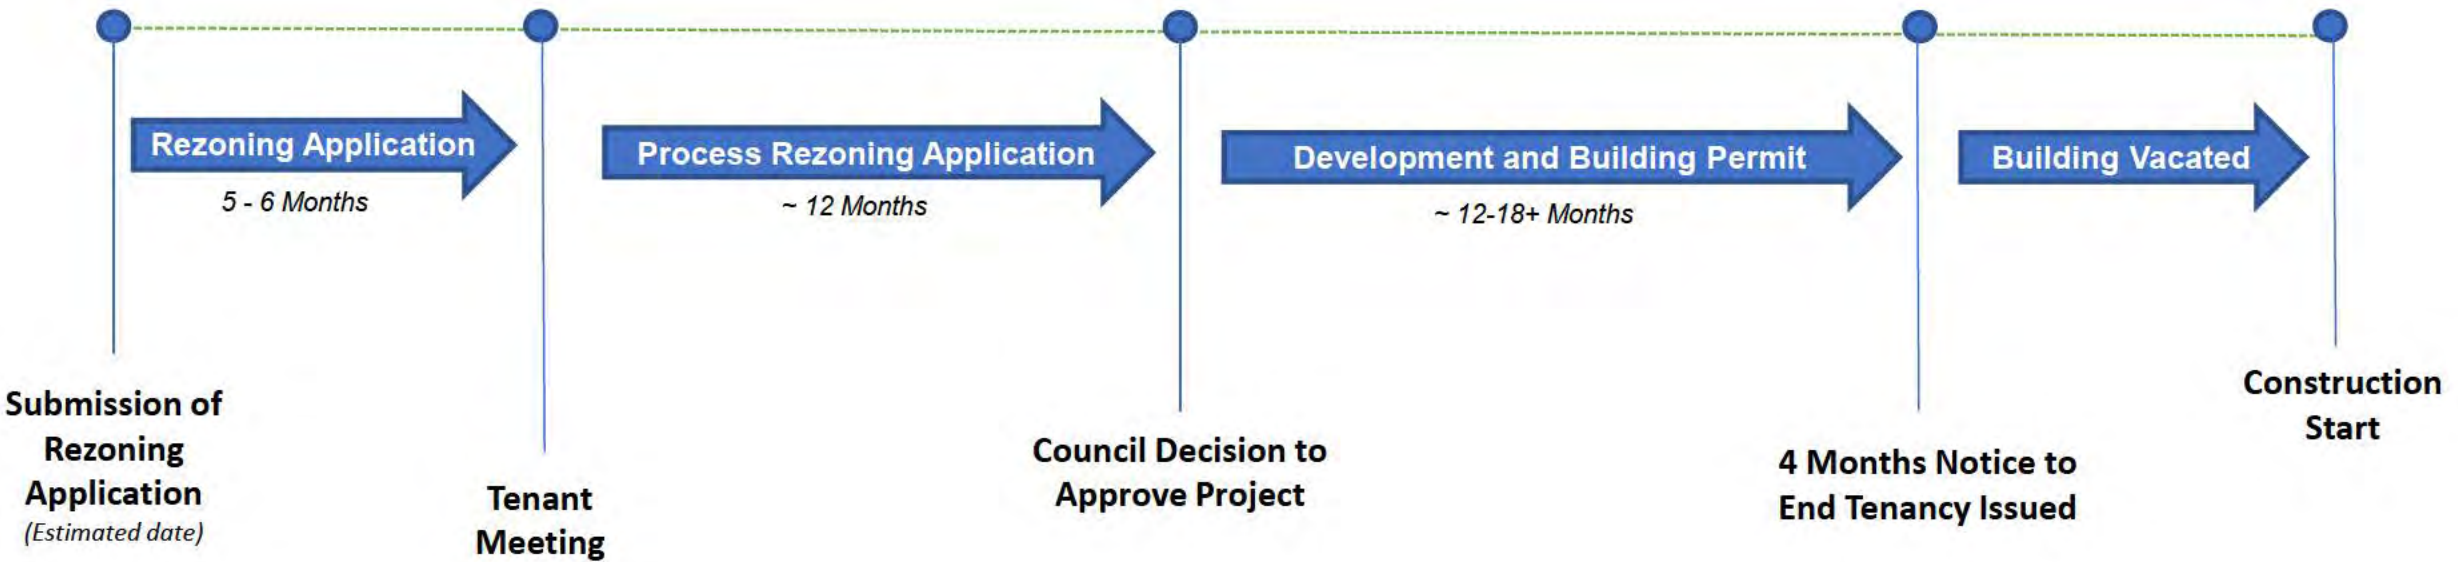 Rezoning Application
5 - 6 Months
Process Rezoning Application
~ 12 Months
Development and Building Permit
~ 12-18+ Months
Building Vacated
Submission of
Rezoning
Application
(Estimated date)
Tenant
Meeting
Council Decision to
Approve Project
4 Months Notice to
End Tenancy Issued
Construction
Start